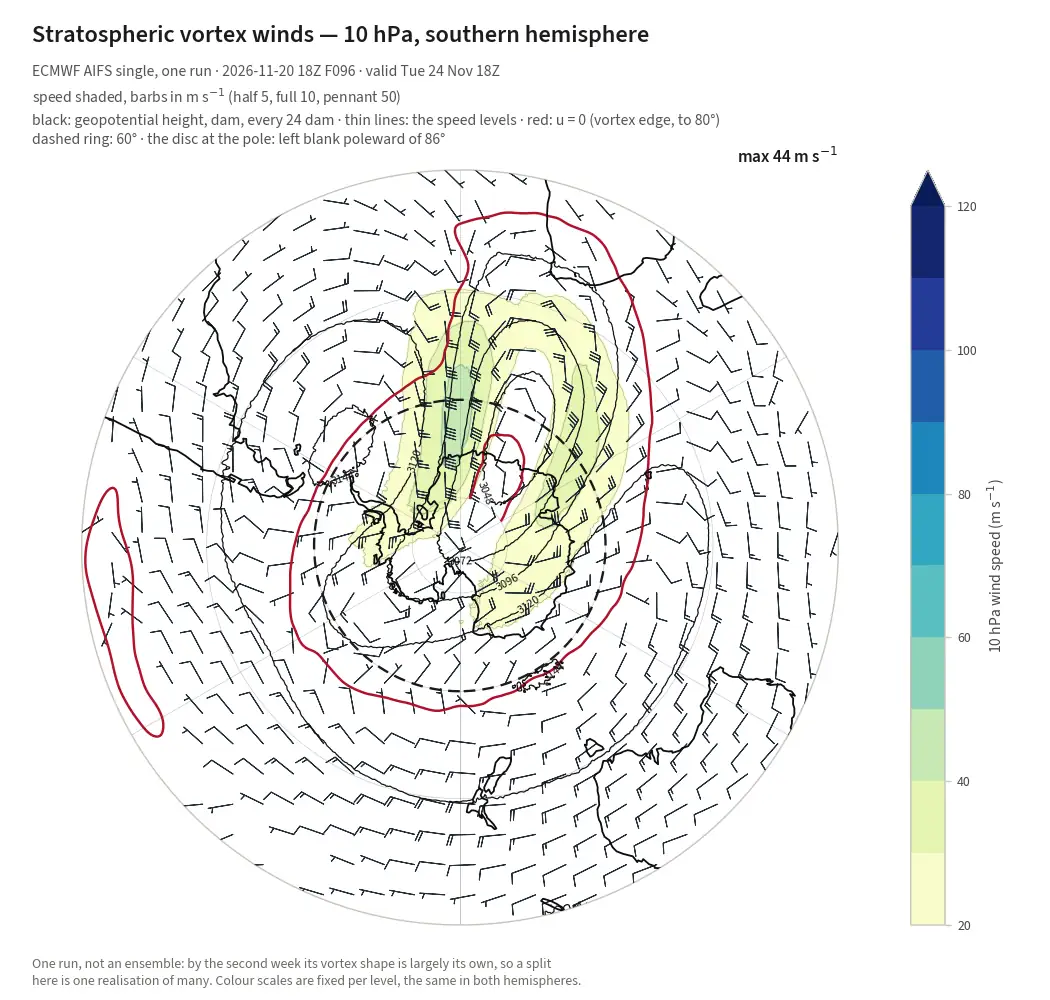 Stratospheric vortex winds — 10 hPa, southern hemisphere
ECMWF AIFS single, one run · 2026-11-20 18Z F096 · valid Tue 24 Nov 18Z
speed shaded, barbs in m s⁻¹ (half 5, full 10, pennant 50)
black: geopotential height, dam, every 24 dam · thin lines: the speed levels · red: u = 0 (vortex edge, to 80°)
dashed ring: 60° · the disc at the pole: left blank poleward of 86°
max 44 m s⁻¹
120
100
80
60
40
20
10 hPa wind speed (m s⁻¹)
3120
3048
3096
3120
One run, not an ensemble: by the second week its vortex shape is largely its own, so a split
here is one realisation of many. Colour scales are fixed per level, the same in both hemispheres.